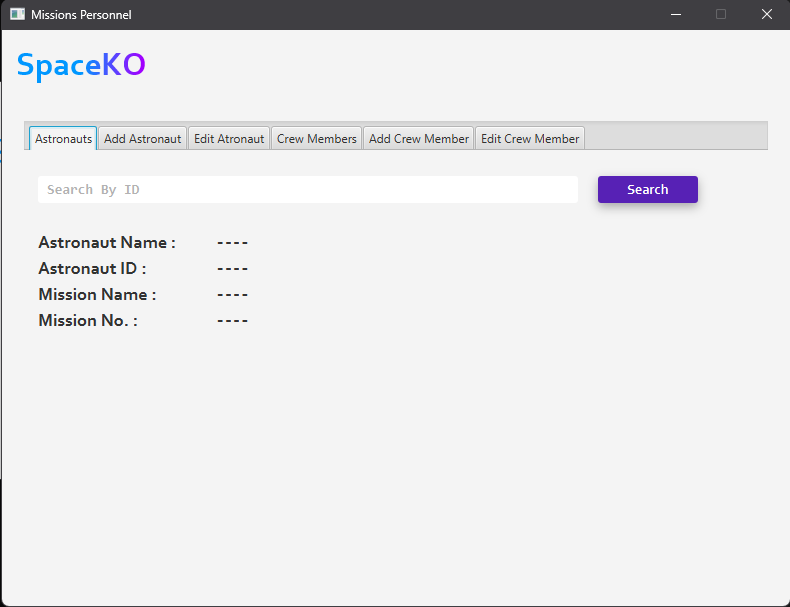 Missions Personnel
SpaceKO
Astronauts Add Astronaut Edit Atronaut Crew Members Add Crew Member Edit Crew Member
Search By ID Search
Astronaut Name : ----
Astronaut ID : ----
Mission Name : ----
Mission No. : ----